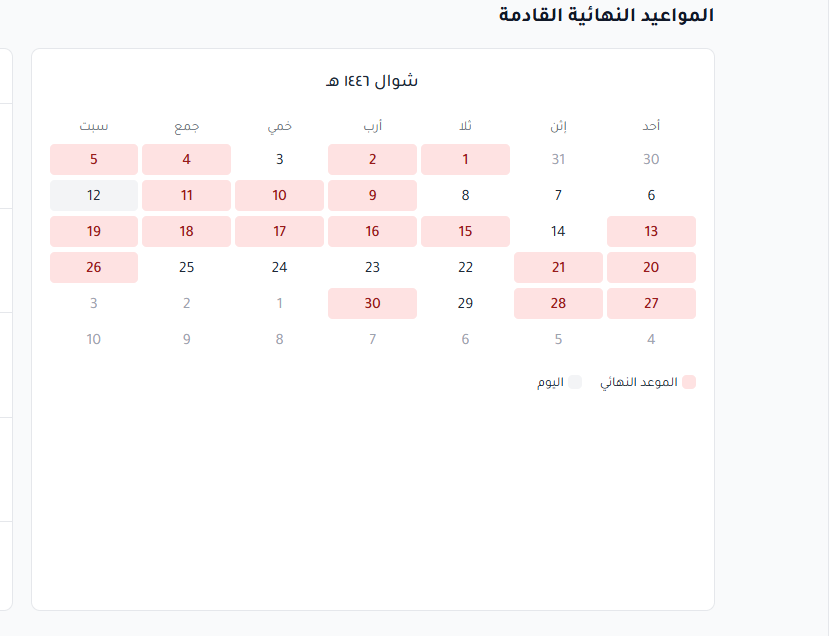 المواعيد النهائية القادمة
شوال ١٤٤٦ هـ
أحد إثن ثلا أرب خمي جمع سبت
30 31 1 2 3 4 5
6 7 8 9 10 11 12
13 14 15 16 17 18 19
20 21 22 23 24 25 26
27 28 29 30 1 2 3
4 5 6 7 8 9 10
الموعد النهائي اليوم